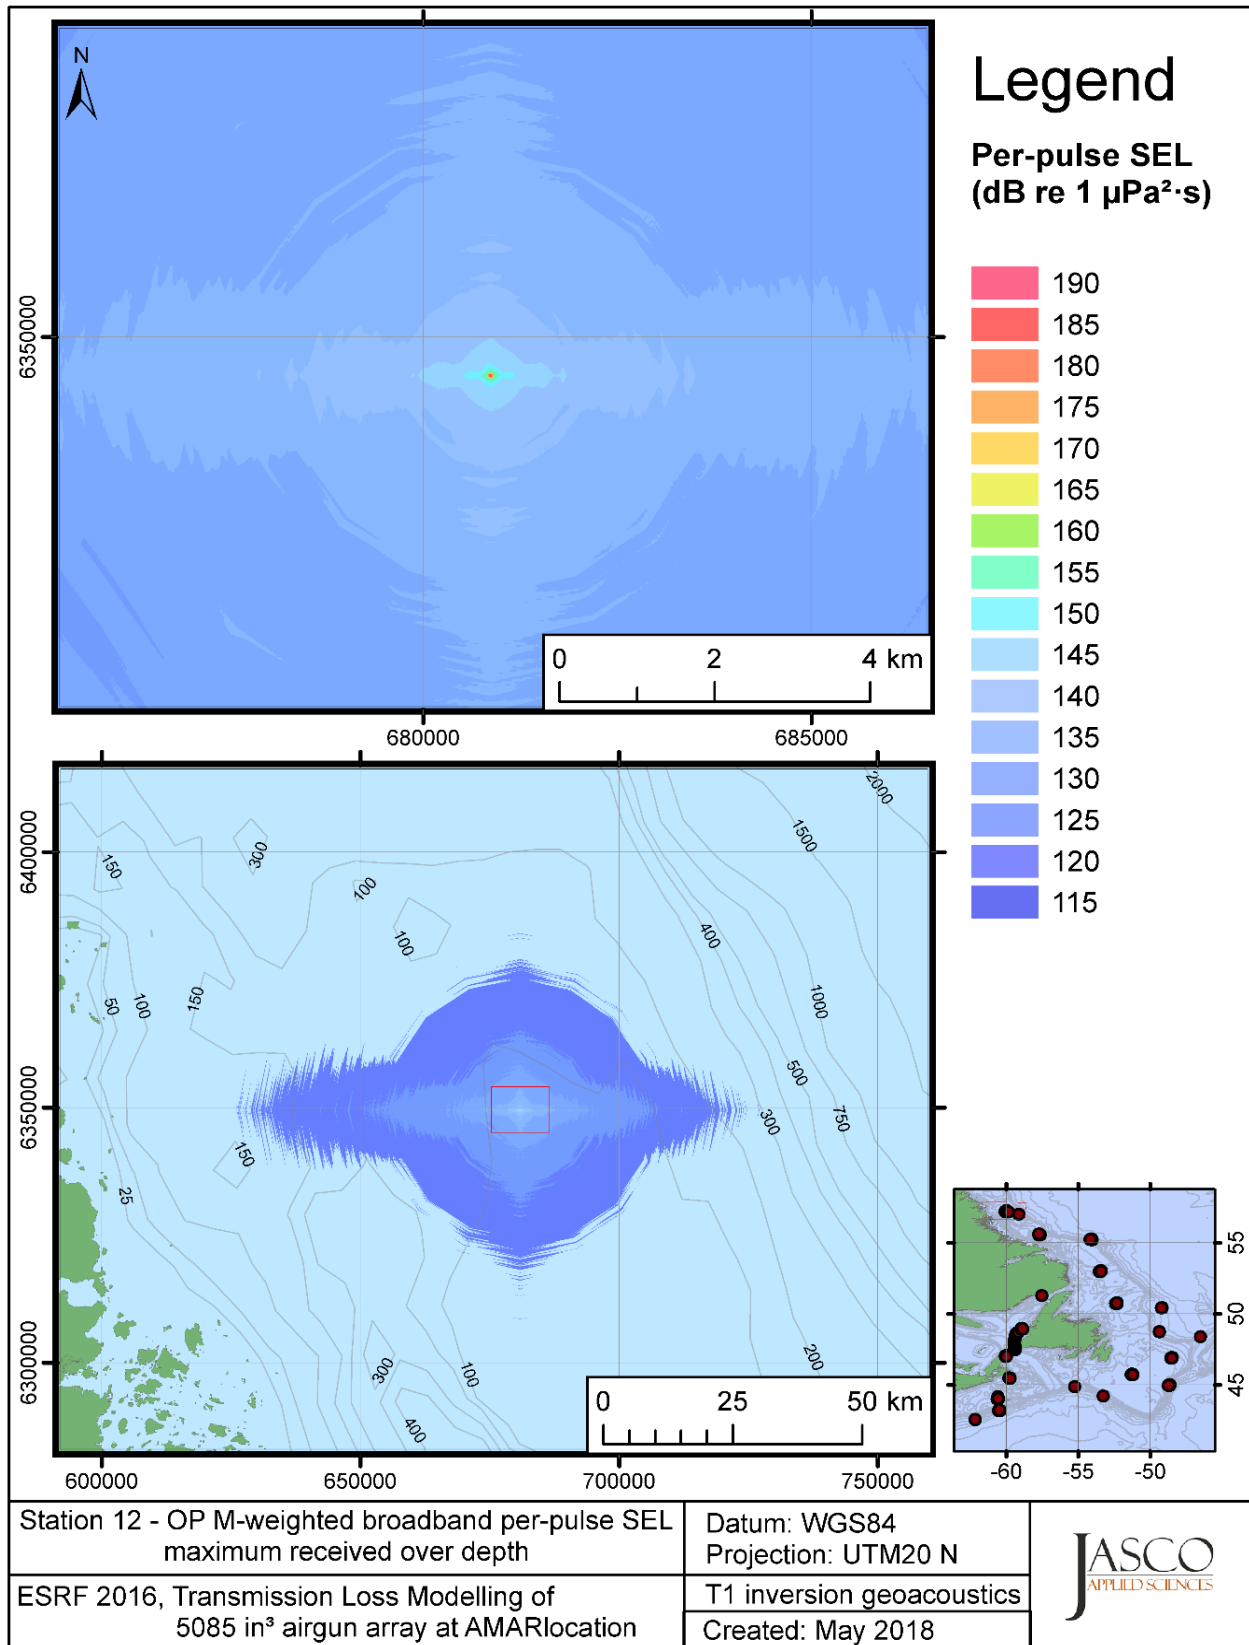 N
6350000
0 2 4 km
680000 685000
Legend
Per-pulse SEL
(dB re 1 µPa²·s)
190
185
180
175
170
165
160
155
150
145
140
135
130
125
120
115
2000
1500
6400000
150
300
100
100
400
50
100
150
1000
500
6350000
300
750
150
25
300
100
200
6300000
400
0 25 50 km
600000 650000 700000 750000
55
50
45
-60 -55 -50
Station 12 - OP M-weighted broadband per-pulse SEL
maximum received over depth
ESRF 2016, Transmission Loss Modelling of
5085 in³ airgun array at AMARlocation
Datum: WGS84
Projection: UTM20 N
T1 inversion geoacoustics
Created: May 2018
JASCO
APPLIED SCIENCES